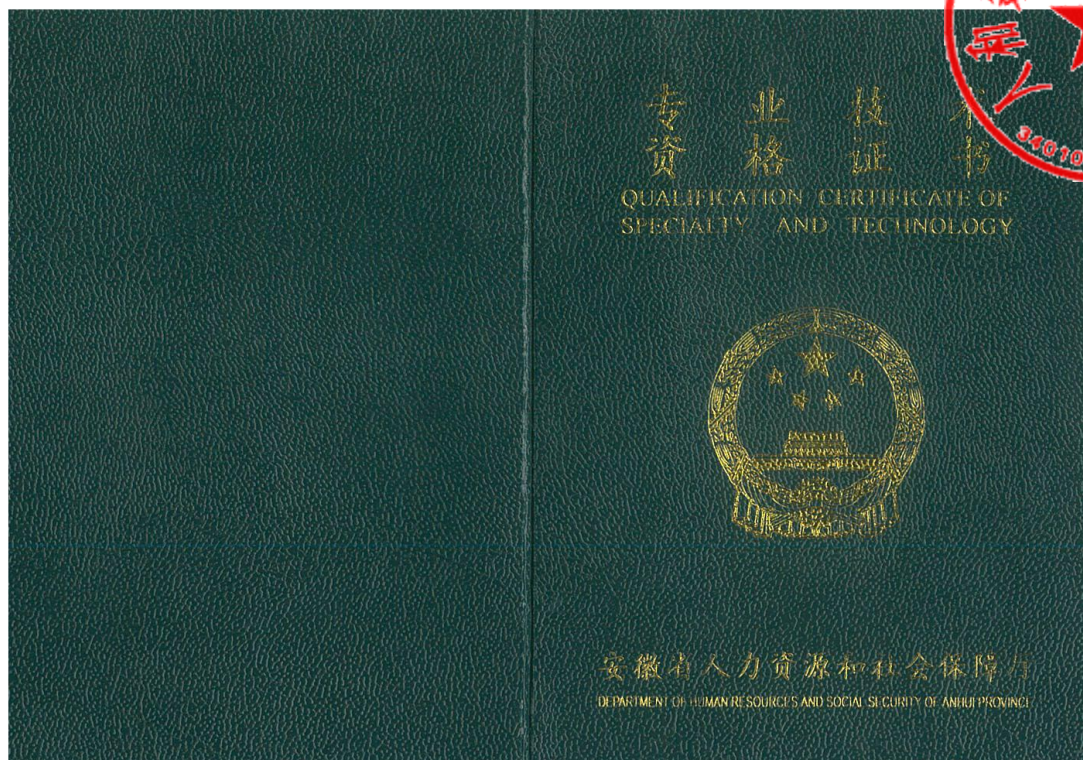 专业技术
资格证书
QUALIFICATION CERTIFICATE OF
SPECIALTY AND TECHNOLOGY
安徽省人力资源和社会保障厅
DEPARTMENT OF HUMAN RESOURCES AND SOCIAL SECURITY OF ANHUI PROVINCE
34010